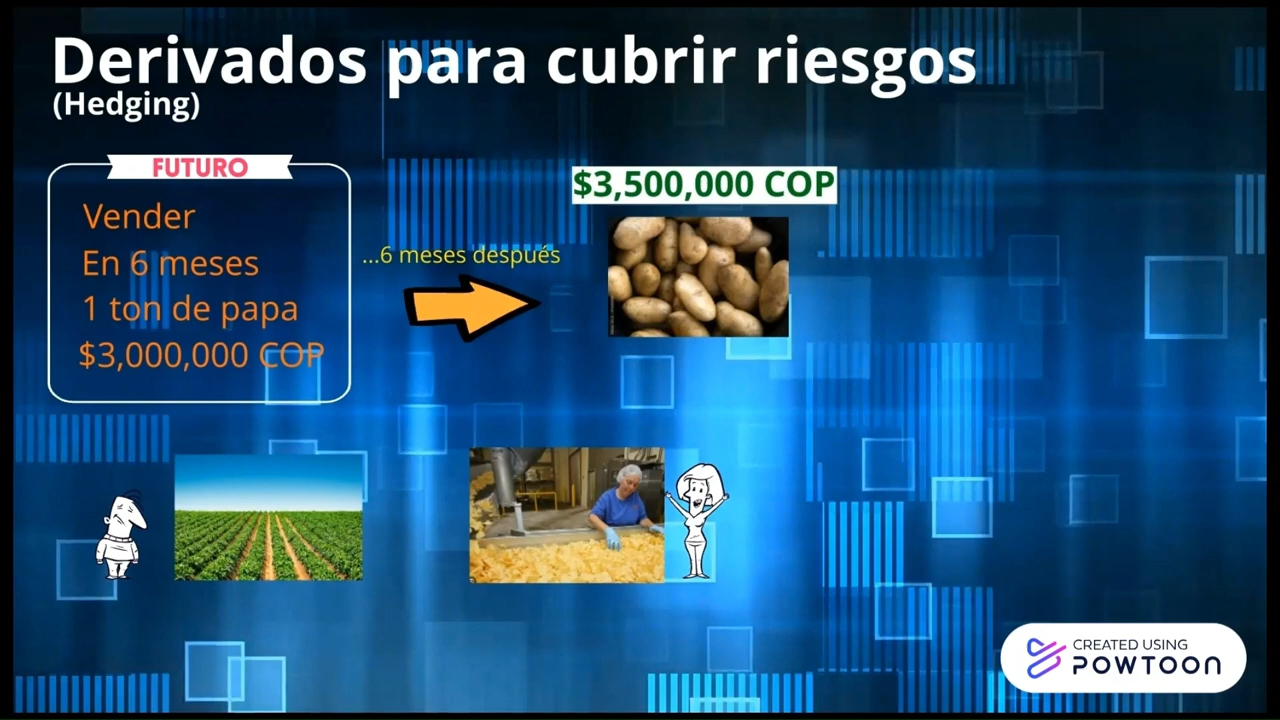 Derivados para cubrir riesgos
(Hedging)
FUTURO
Vender
En 6 meses
1 ton de papa
$3,000,000 COP
...6 meses después
$3,500,000 COP
CREATED USING
POWTOON